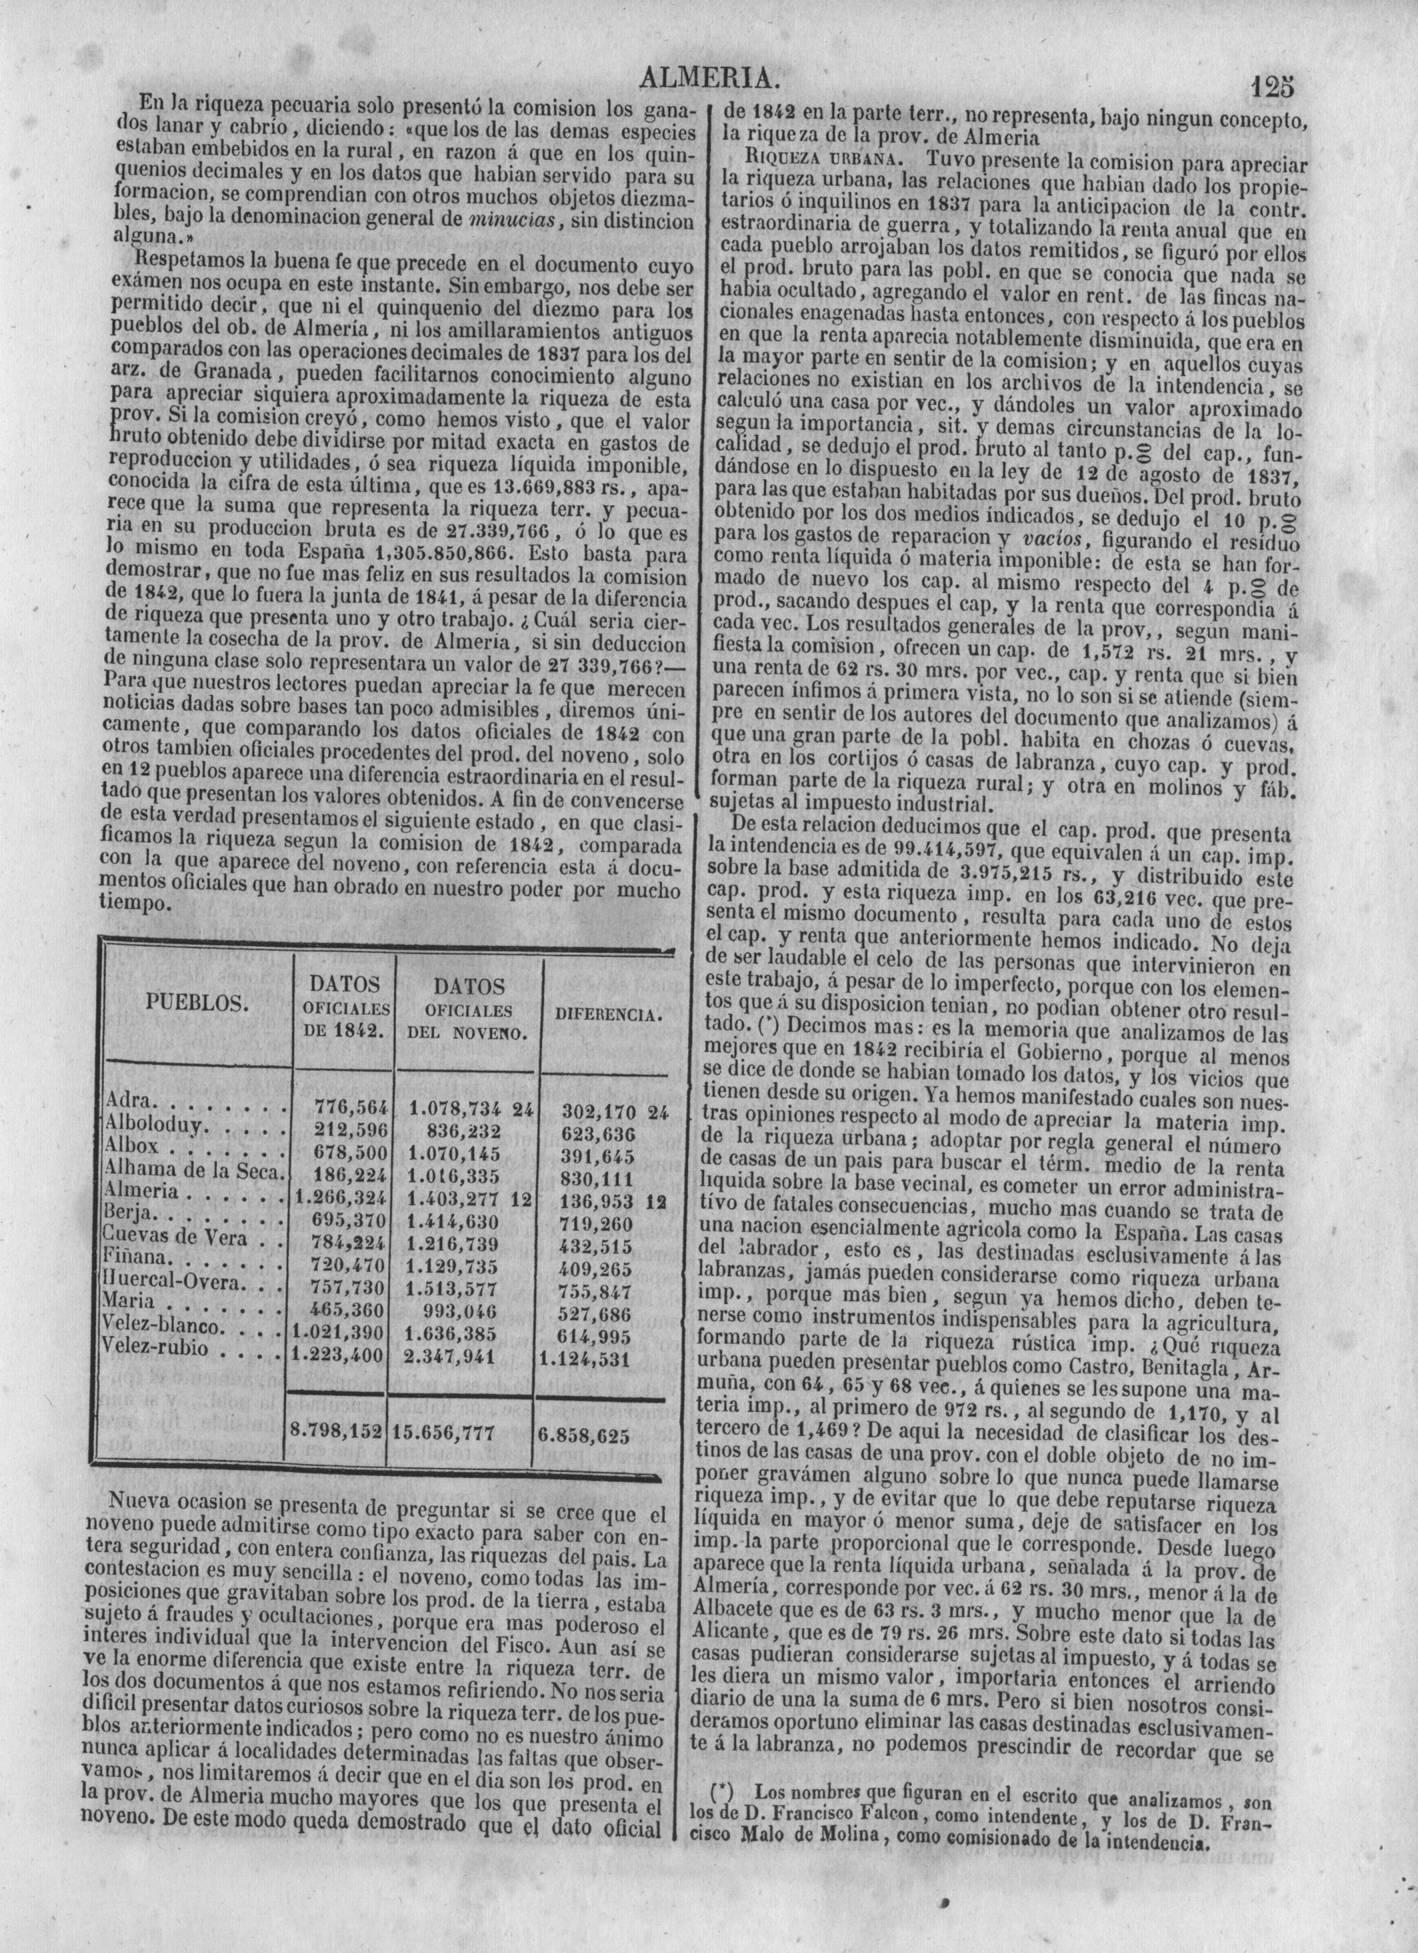 ALMERIA.
125
En la riqueza pecuaria solo presentó la comision los gana-
dos lanar y cabrio, diciendo: «que los de las demas especies
estaban embebidos en la rural, en razon á que en los quin-
quenios decimales y en los datos que habian servido para su
formacion, se comprendian con otros muchos objetos diezma-
bles, bajo la denominacion general de minucias, sin distincion
alguna.»
Respetamos la buena fe que precede en el documento cuyo
exámen nos ocupa en este instante. Sin embargo, nos debe ser
permitido decir, que ni el quinquenio del diezmo para los
pueblos del ob. de Almería, ni los amillaramientos antiguos
comparados con las operaciones decimales de 1837 para los del
arz. de Granada, pueden facilitarnos conocimiento alguno
para apreciar siquiera aproximadamente la riqueza de esta
prov. Si la comision creyó, como hemos visto, que el valor
bruto obtenido debe dividirse por mitad exacta en gastos de
reproduccion y utilidades, ó sea riqueza líquida imponible,
conocida la cifra de esta última, que es 13.669,883 rs., apa-
rece que la suma que representa la riqueza terr. y pecua-
ria en su produccion bruta es de 27.339,766, ó lo que es
lo mismo en toda España 1,305.850,866. Esto basta para
demostrar, que no fue mas feliz en sus resultados la comision
de 1842, que lo fuera la junta de 1841, á pesar de la diferencia
de riqueza que presenta uno y otro trabajo. ¿Cuál seria cier-
tamente la cosecha de la prov. de Almeria, si sin deduccion
de ninguna clase solo representara un valor de 27 339,766?—
Para que nuestros lectores puedan apreciar la fe que merecen
noticias dadas sobre bases tan poco admisibles, diremos úni-
camente, que comparando los datos oficiales de 1842 con
otros tambien oficiales procedentes del prod. del noveno, solo
en 12 pueblos aparece una diferencia estraordinaria en el resul-
tado que presentan los valores obtenidos. A fin de convencerse
de esta verdad presentamos el siguiente estado, en que clasi-
ficamos la riqueza segun la comision de 1842, comparada
con la que aparece del noveno, con referencia esta á docu-
mentos oficiales que han obrado en nuestro poder por mucho
tiempo.
PUEBLOS. DATOS OFICIALES DE 1842. DATOS OFICIALES DEL NOVENO. DIFERENCIA.
Adra. . . . . . . . . 776,564 1.078,734 24 302,170 24
Alboloduy. . . . . . 212,596 836,232 623,636
Albox . . . . . . . 678,500 1.070,145 391,645
Alhama de la Seca. 186,224 1.016,335 830,111
Almeria . . . . . . 1.266,324 1.403,277 12 136,953 12
Berja. . . . . . . . 695,370 1.414,630 719,260
Cuevas de Vera . . 784,224 1.216,739 432,515
Fiñana. . . . . . . 720,470 1.129,735 409,265
Huercal-Overa. . . 757,730 1.513,577 755,847
Maria . . . . . . . 465,360 993,046 527,686
Velez-blanco. . . . 1.021,390 1.636,385 614,995
Velez-rubio . . . . 1.223,400 2.347,941 1.124,531
8.798,152 15.656,777 6.858,625
Nueva ocasion se presenta de preguntar si se cree que el
noveno puede admitirse como tipo exacto para saber con en-
tera seguridad, con entera confianza, las riquezas del pais. La
contestacion es muy sencilla: el noveno, como todas las im-
posiciones que gravitaban sobre los prod. de la tierra, estaba
sujeto á fraudes y ocultaciones, porque era mas poderoso el
interes individual que la intervencion del Fisco. Aun así se
ve la enorme diferencia que existe entre la riqueza terr. de
los dos documentos á que nos estamos refiriendo. No nos seria
dificil presentar datos curiosos sobre la riqueza terr. de los pue-
blos anteriormente indicados; pero como no es nuestro ánimo
nunca aplicar á localidades determinadas las faltas que obser-
vamos, nos limitaremos á decir que en el dia son los prod. en
la prov. de Almeria mucho mayores que los que presenta el
noveno. De este modo queda demostrado que el dato oficial
de 1842 en la parte terr., no representa, bajo ningun concepto,
la riqueza de la prov. de Almeria
RIQUEZA URBANA. Tuvo presente la comision para apreciar
la riqueza urbana, las relaciones que habian dado los propie-
tarios ó inquilinos en 1837 para la anticipacion de la contr.
estraordinaria de guerra, y totalizando la renta anual que en
cada pueblo arrojaban los datos remitidos, se figuró por ellos
el prod. bruto para las pobl. en que se conocia que nada se
habia ocultado, agregando el valor en rent. de las fincas na-
cionales enagenadas hasta entonces, con respecto á los pueblos
en que la renta aparecia notablemente disminuida, que era en
la mayor parte en sentir de la comision; y en aquellos cuyas
relaciones no existian en los archivos de la intendencia, se
calculó una casa por vec., y dándoles un valor aproximado
segun la importancia, sit. y demas circunstancias de la lo-
calidad, se dedujo el prod. bruto al tanto p.% del cap., fun-
dándose en lo dispuesto en la ley de 12 de agosto de 1837,
para las que estaban habitadas por sus dueños. Del prod. bruto
obtenido por los dos medios indicados, se dedujo el 10 p.%
para los gastos de reparacion y vacíos, figurando el resíduo
como renta líquida ó materia imponible: de esta se han for-
mado de nuevo los cap. al mismo respecto del 4 p.% de
prod., sacando despues el cap, y la renta que correspondia á
cada vec. Los resultados generales de la prov,, segun mani-
fiesta la comision, ofrecen un cap. de 1,572 rs. 21 mrs., y
una renta de 62 rs. 30 mrs. por vec., cap. y renta que si bien
parecen ínfimos á primera vista, no lo son si se atiende (siem-
pre en sentir de los autores del documento que analizamos) á
que una gran parte de la pobl. habita en chozas ó cuevas,
otra en los cortijos ó casas de labranza, cuyo cap. y prod.
forman parte de la riqueza rural; y otra en molinos y fáb.
sujetas al impuesto industrial.
De esta relacion deducimos que el cap. prod. que presenta
la intendencia es de 99.414,597, que equivalen á un cap. imp.
sobre la base admitida de 3.975,215 rs., y distribuido este
cap. prod. y esta riqueza imp. en los 63,216 vec. que pre-
senta el mismo documento, resulta para cada uno de estos
el cap. y renta que anteriormente hemos indicado. No deja
de ser laudable el celo de las personas que intervinieron en
este trabajo, á pesar de lo imperfecto, porque con los elemen-
tos que á su disposicion tenian, no podian obtener otro resul-
tado. (*) Decimos mas: es la memoria que analizamos de las
mejores que en 1842 recibiría el Gobierno, porque al menos
se dice de donde se habian tomado los datos, y los vicios que
tienen desde su origen. Ya hemos manifestado cuales son nues-
tras opiniones respecto al modo de apreciar la materia imp.
de la riqueza urbana; adoptar por regla general el número
de casas de un pais para buscar el térm. medio de la renta
liquida sobre la base vecinal, es cometer un error administra-
tívo de fatales consecuencias, mucho mas cuando se trata de
una nacion esencialmente agricola como la España. Las casas
del labrador, esto es, las destinadas esclusivamente á las
labranzas, jamás pueden considerarse como riqueza urbana
imp., porque mas bien, segun ya hemos dicho, deben te-
nerse como instrumentos indispensables para la agricultura,
formando parte de la riqueza rústica imp. ¿Qué riqueza
urbana pueden presentar pueblos como Castro, Benitagla, Ar-
muña, con 64, 65 y 68 vec., á quienes se les supone una ma-
teria imp., al primero de 972 rs., al segundo de 1,170, y al
tercero de 1,469? De aqui la necesidad de clasificar los des-
tinos de las casas de una prov. con el doble objeto de no im-
poner gravámen alguno sobre lo que nunca puede llamarse
riqueza imp., y de evitar que lo que debe reputarse riqueza
líquida en mayor ó menor suma, deje de satisfacer en los
imp. la parte proporcional que le corresponde. Desde luego
aparece que la renta líquida urbana, señalada á la prov. de
Almería, corresponde por vec. á 62 rs. 30 mrs., menor á la de
Albacete que es de 63 rs. 3 mrs., y mucho menor que la de
Alicante, que es de 79 rs. 26 mrs. Sobre este dato si todas las
casas pudieran considerarse sujetas al impuesto, y á todas se
les diera un mismo valor, importaria entonces el arriendo
diario de una la suma de 6 mrs. Pero si bien nosotros consi-
deramos oportuno eliminar las casas destinadas esclusivamen-
te á la labranza, no podemos prescindir de recordar que se
(*) Los nombres que figuran en el escrito que analizamos, son
los de D. Francisco Falcon, como intendente, y los de D. Fran-
cisco Malo de Molina, como comisionado de la intendencia.